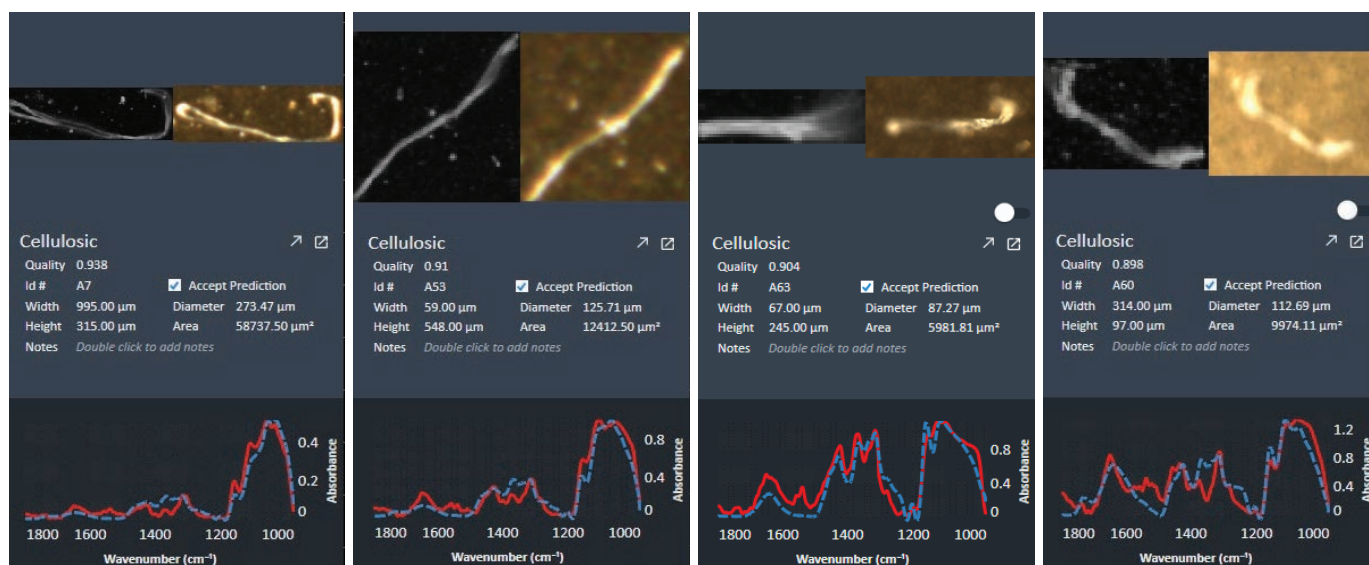 Cellulosic
Quality 0.938
Id # A7 Accept Prediction
Width 995.00 µm Diameter 273.47 µm
Height 315.00 µm Area 58737.50 µm²
Notes Double click to add notes
0.4
0.2
0
Absorbance
1800 1600 1400 1200 1000
Wavenumber (cm⁻¹)
Cellulosic
Quality 0.91
Id # A53 Accept Prediction
Width 59.00 µm Diameter 125.71 µm
Height 548.00 µm Area 12412.50 µm²
Notes Double click to add notes
0.8
0.4
0
Absorbance
1800 1600 1400 1200 1000
Wavenumber (cm⁻¹)
Cellulosic
Quality 0.904
Id # A63 Accept Prediction
Width 67.00 µm Diameter 87.27 µm
Height 245.00 µm Area 5981.81 µm²
Notes Double click to add notes
0.8
0.4
0
Absorbance
1800 1600 1400 1200 1000
Wavenumber (cm⁻¹)
Cellulosic
Quality 0.898
Id # A60 Accept Prediction
Width 314.00 µm Diameter 112.69 µm
Height 97.00 µm Area 9974.11 µm²
Notes Double click to add notes
1.2
0.8
0.4
0
Absorbance
1800 1600 1400 1200 1000
Wavenumber (cm⁻¹)